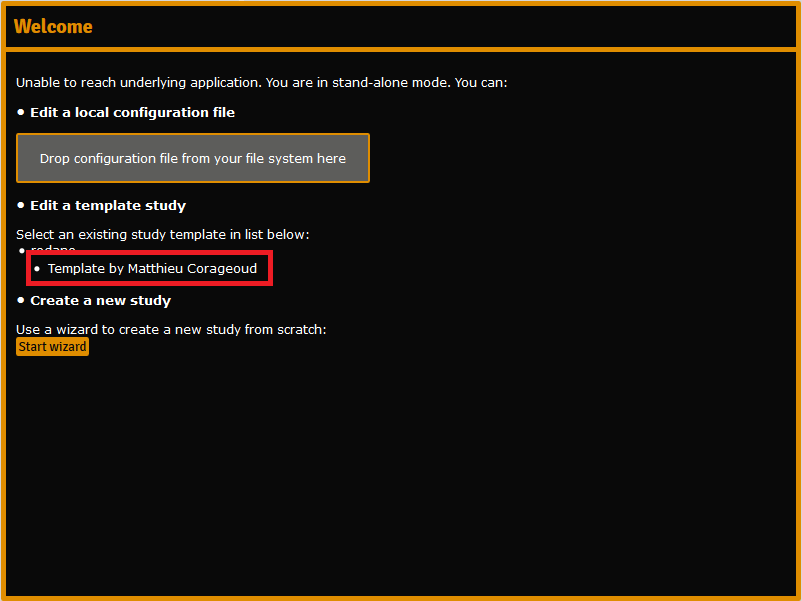 Welcome
Unable to reach underlying application. You are in stand-alone mode. You can:
• Edit a local configuration file
Drop configuration file from your file system here
• Edit a template study
Select an existing study template in list below:
• rodano
• Template by Matthieu Corageoud
• Create a new study
Use a wizard to create a new study from scratch:
Start wizard